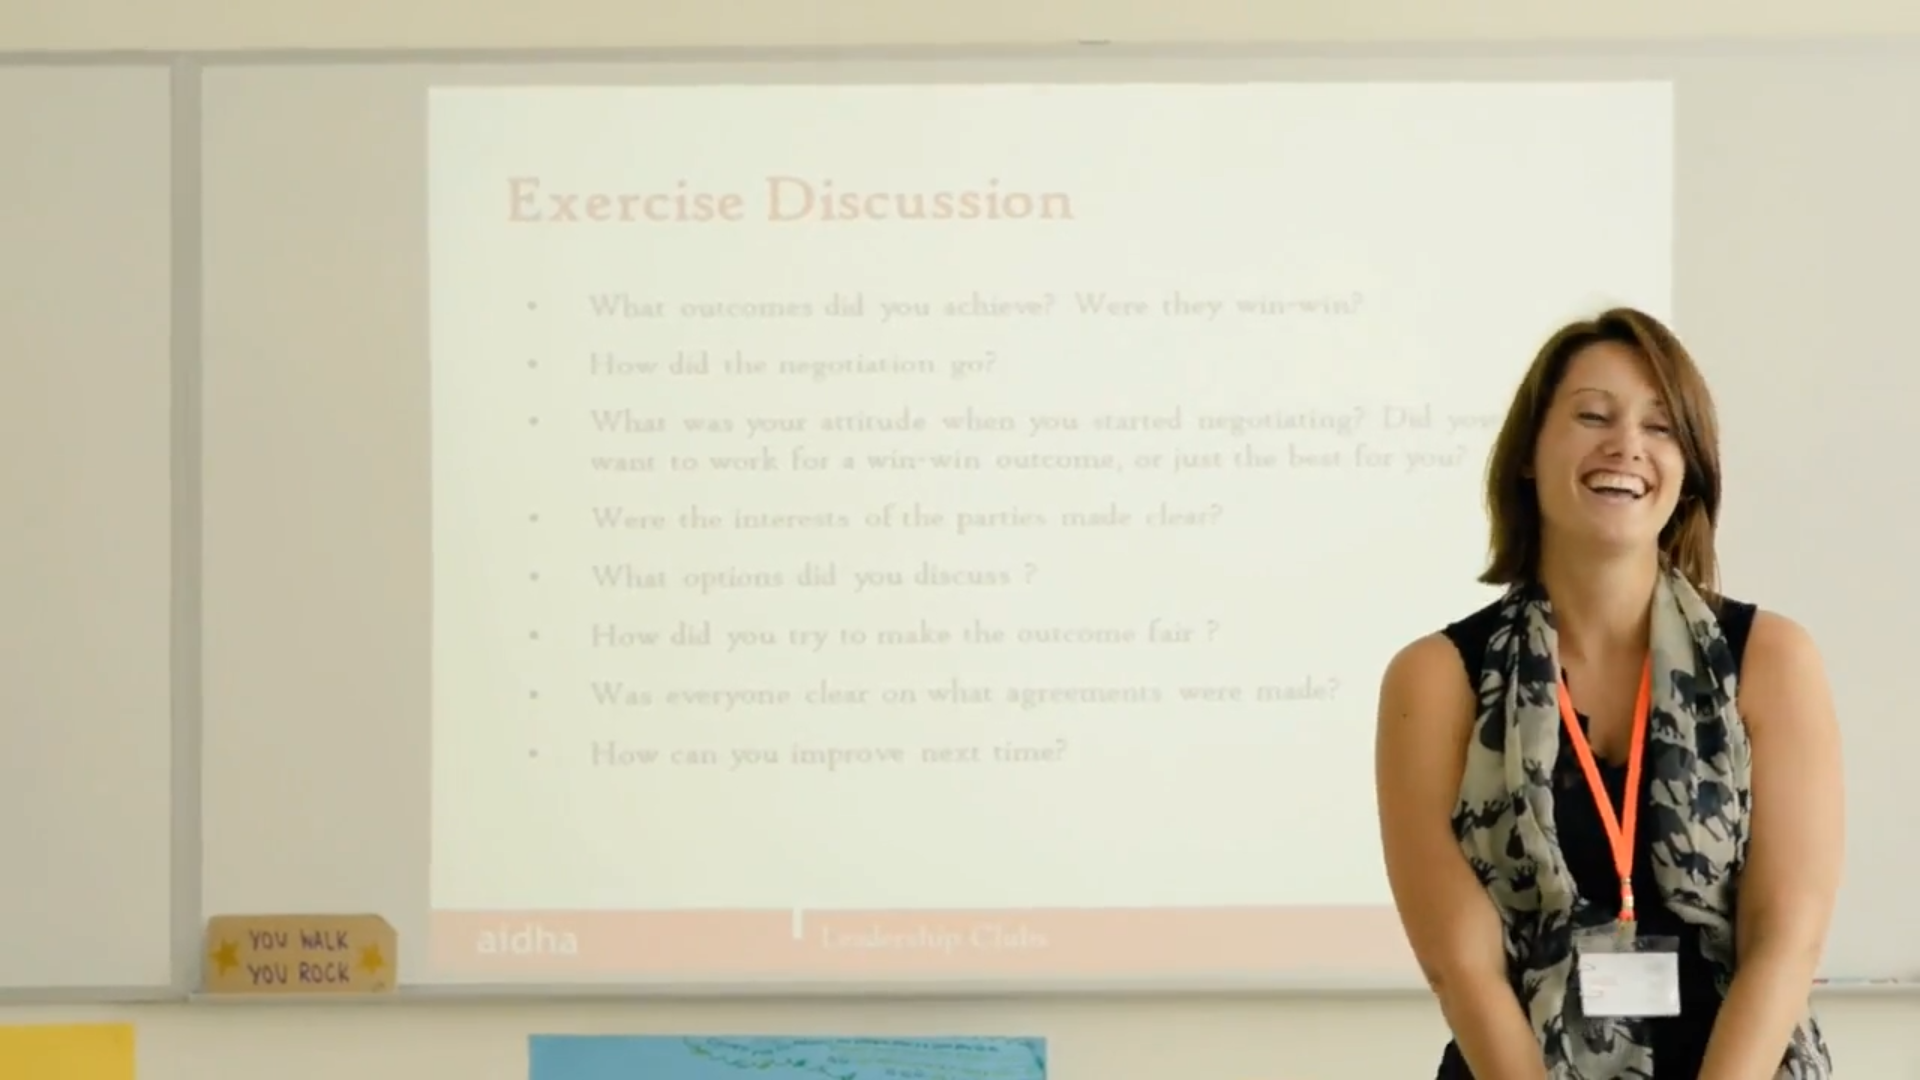 Exercise Discussion
• What outcomes did you achieve? Were they win-win?
• How did the negotiation go?
• What was your attitude when you started negotiating? Did you
want to work for a win-win outcome, or just the best for you?
• Were the interests of the parties made clear?
• What options did you discuss ?
• How did you try to make the outcome fair ?
• Was everyone clear on what agreements were made?
• How can you improve next time?
aidha
Leadership Clubs
YOU WALK
YOU ROCK